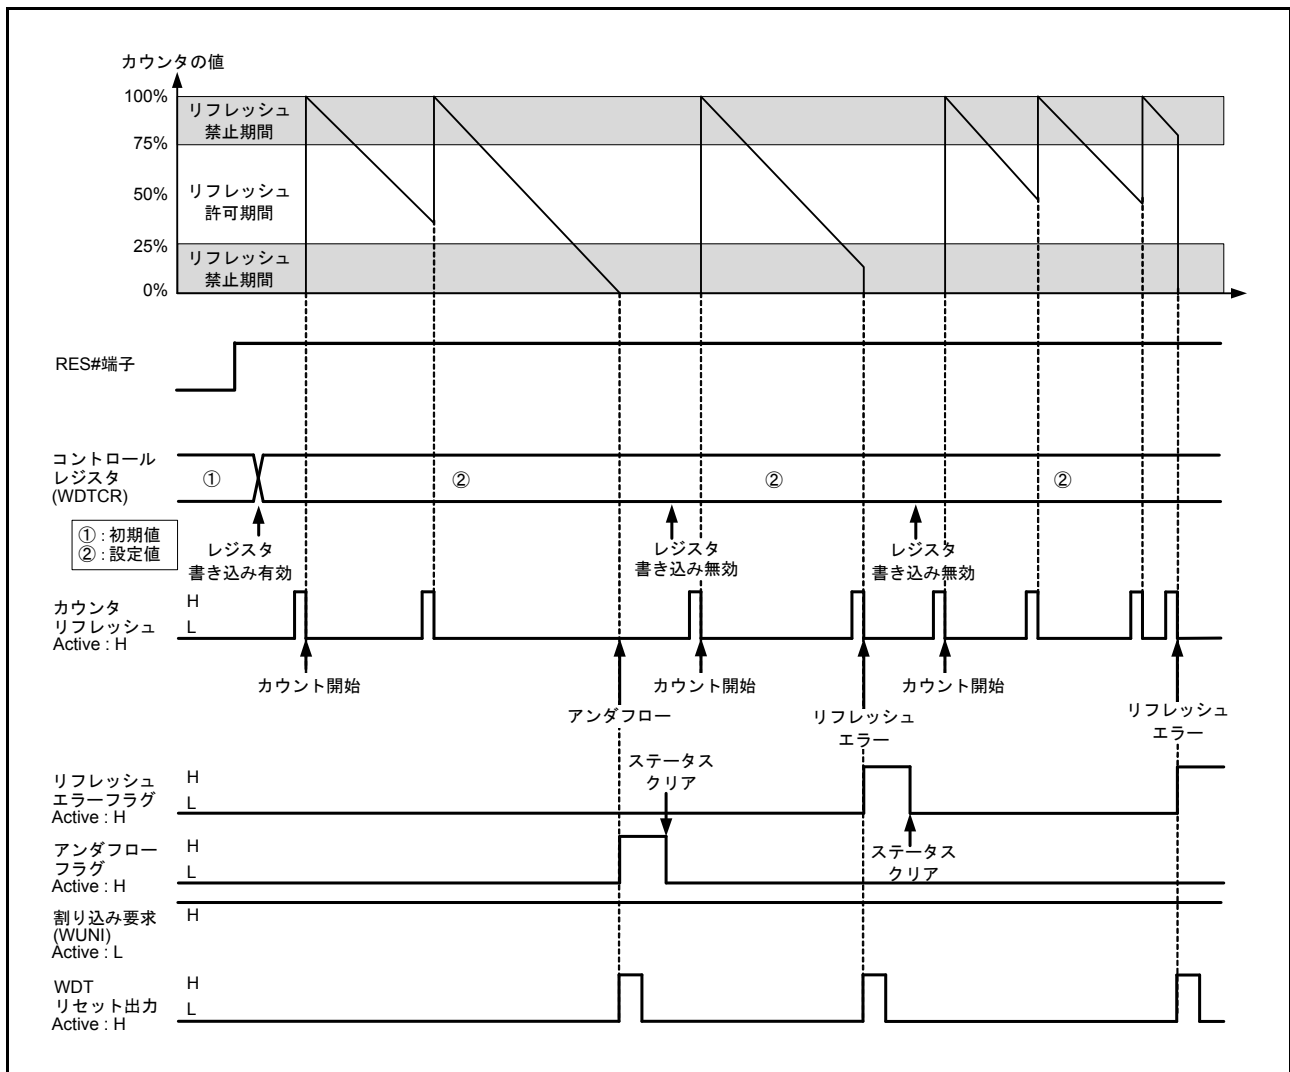 カウンタの値
100%
リフレッシュ
禁止期間
75%
50%
リフレッシュ
許可期間
25%
リフレッシュ
禁止期間
0%
RES#端子
コントロール
レジスタ
(WDTCR)
①
②
②
②
①:初期値
②:設定値
レジスタ
書き込み有効
レジスタ
書き込み無効
レジスタ
書き込み無効
カウンタ
リフレッシュ
Active : H
H
L
カウント開始
カウント開始
カウント開始
アンダフロー
リフレッシュ
エラー
リフレッシュ
エラー
ステータス
クリア
リフレッシュ
エラーフラグ
Active : H
H
L
ステータス
クリア
アンダフロー
フラグ
Active : H
H
L
割り込み要求
(WUNI)
Active : L
H
WDT
リセット出力
Active : H
H
L